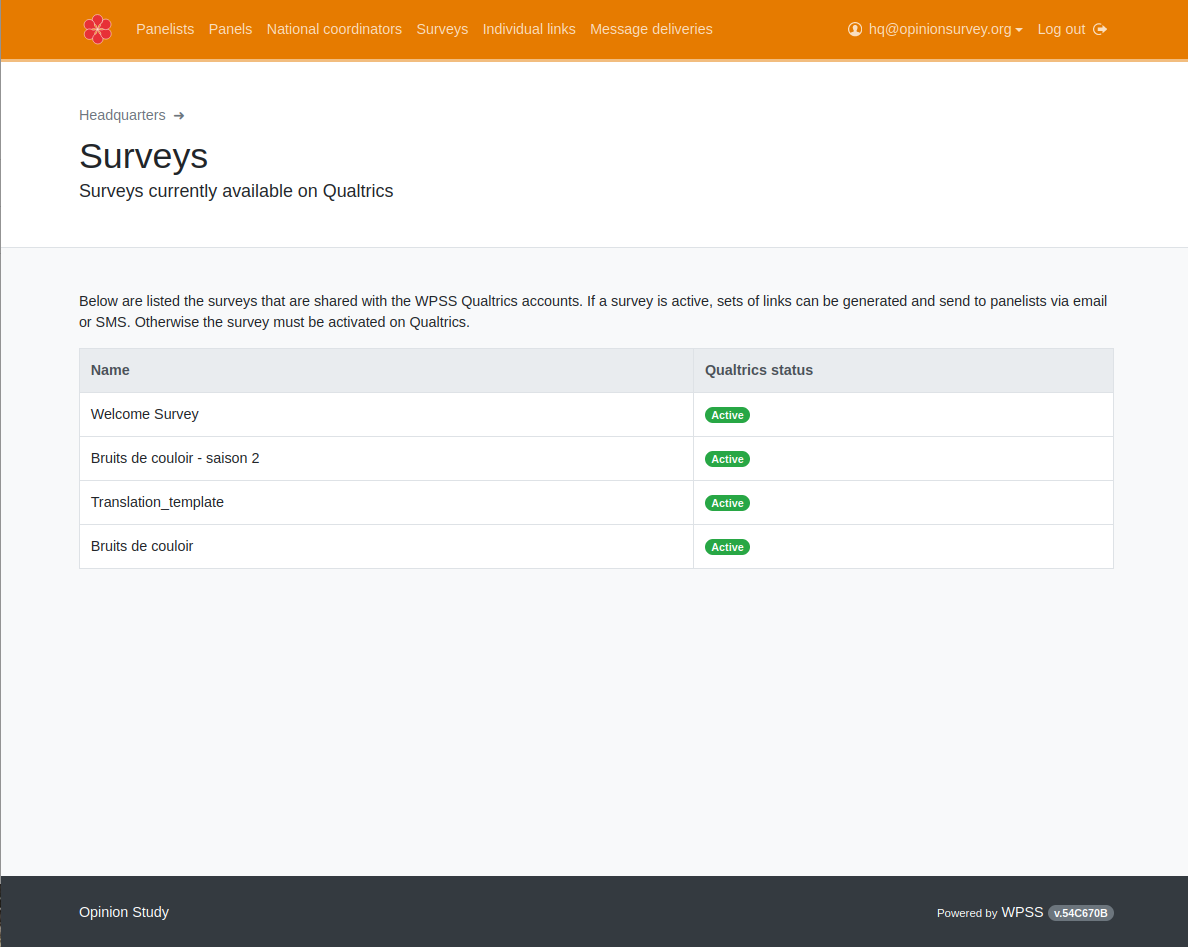 Panelists Panels National coordinators Surveys Individual links Message deliveries hq@opinionsurvey.org Log out
Headquarters ➜
Surveys
Surveys currently available on Qualtrics
Below are listed the surveys that are shared with the WPSS Qualtrics accounts. If a survey is active, sets of links can be generated and send to panelists via email
or SMS. Otherwise the survey must be activated on Qualtrics.
Name Qualtrics status
Welcome Survey Active
Bruits de couloir - saison 2 Active
Translation_template Active
Bruits de couloir Active
Opinion Study Powered by WPSS v.54C670B